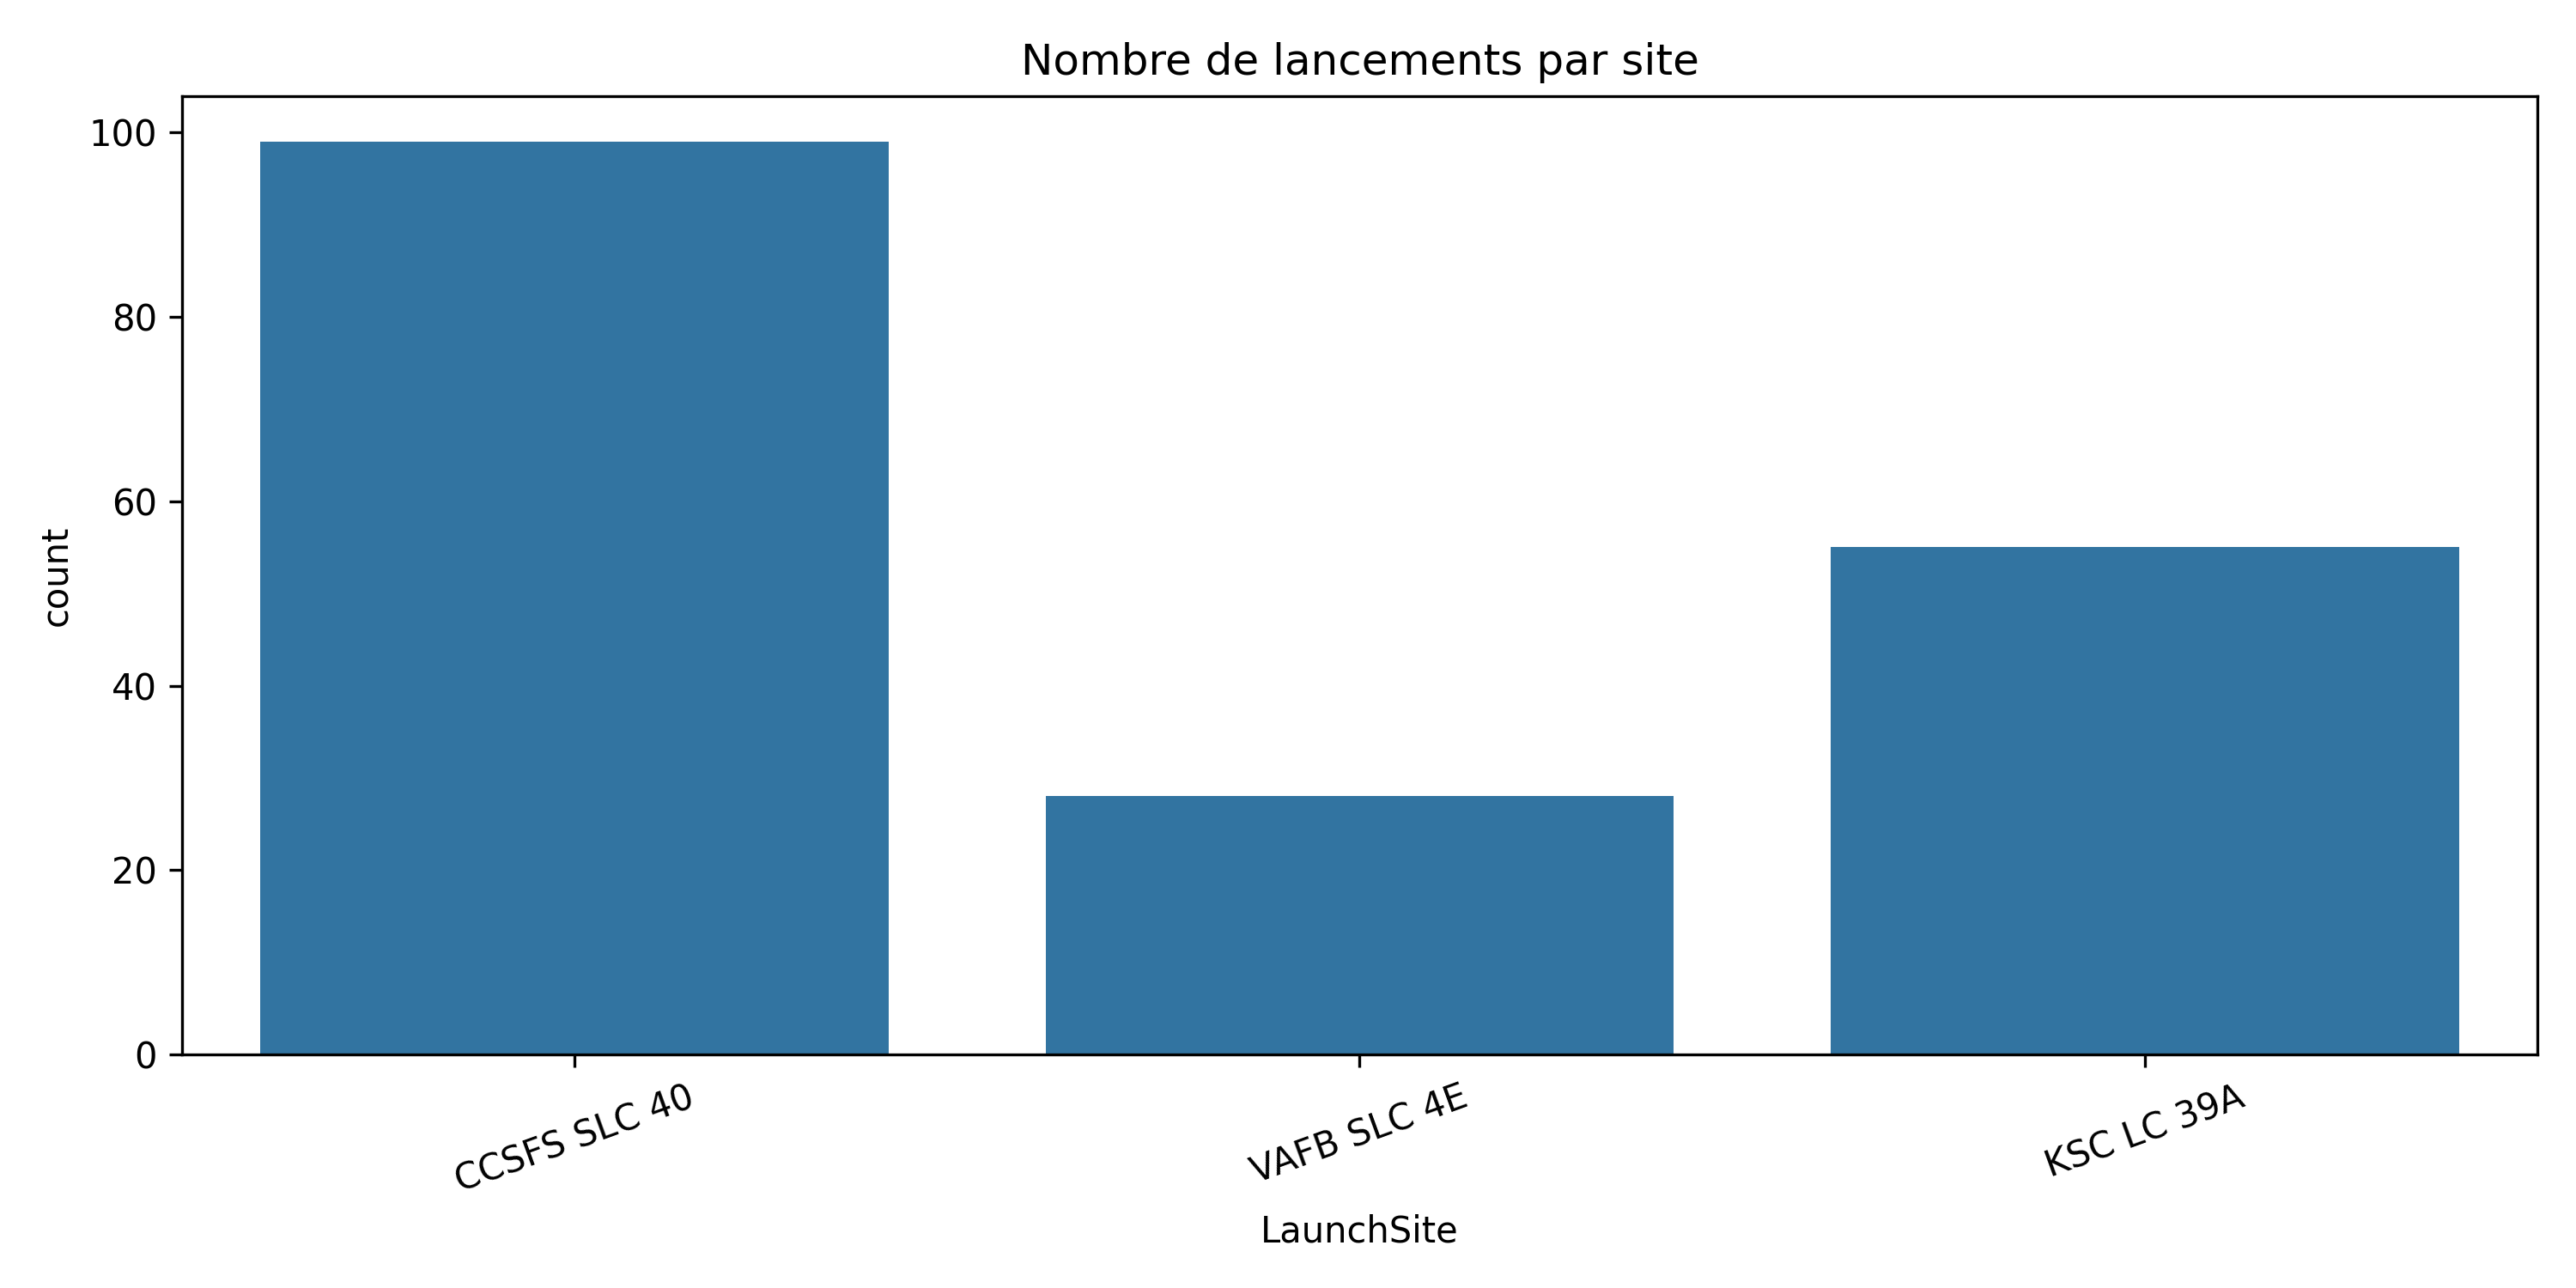 Nombre de lancements par site
100
80
60
40
20
0
count
CCSFS SLC 40
VAFB SLC 4E
KSC LC 39A
LaunchSite